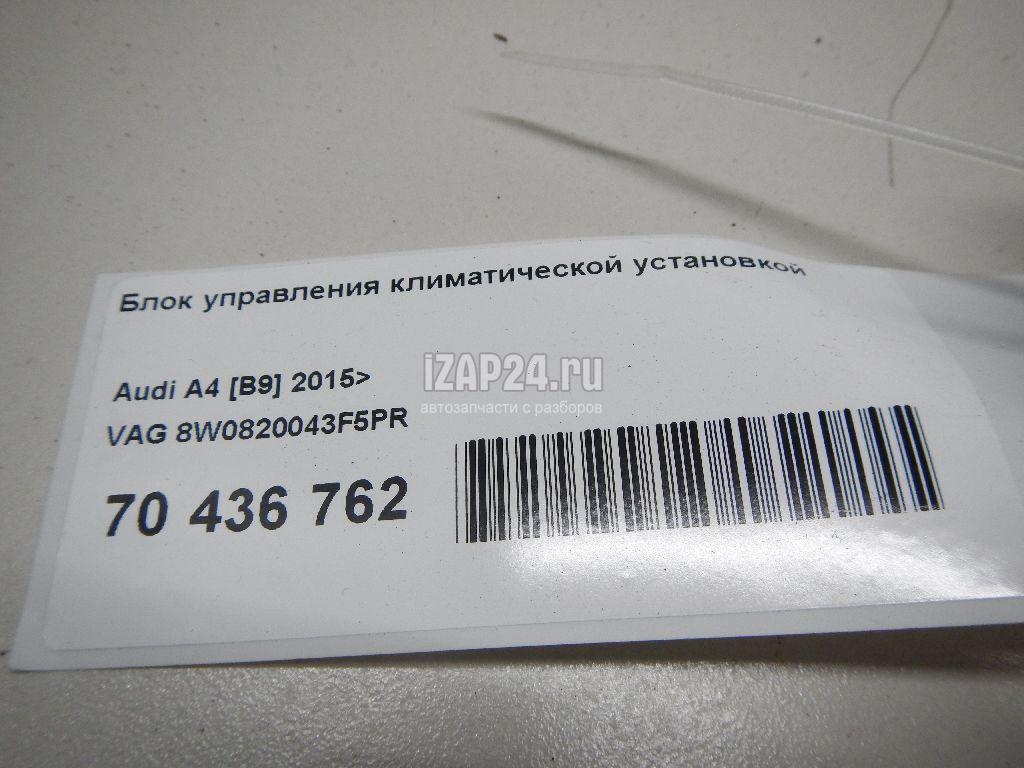 Блок управления климатической установкой
Audi A4 [B9] 2015>
VAG 8W0820043F5PR
70 436 762
iZAP24.ru
автозапчасти с разборов